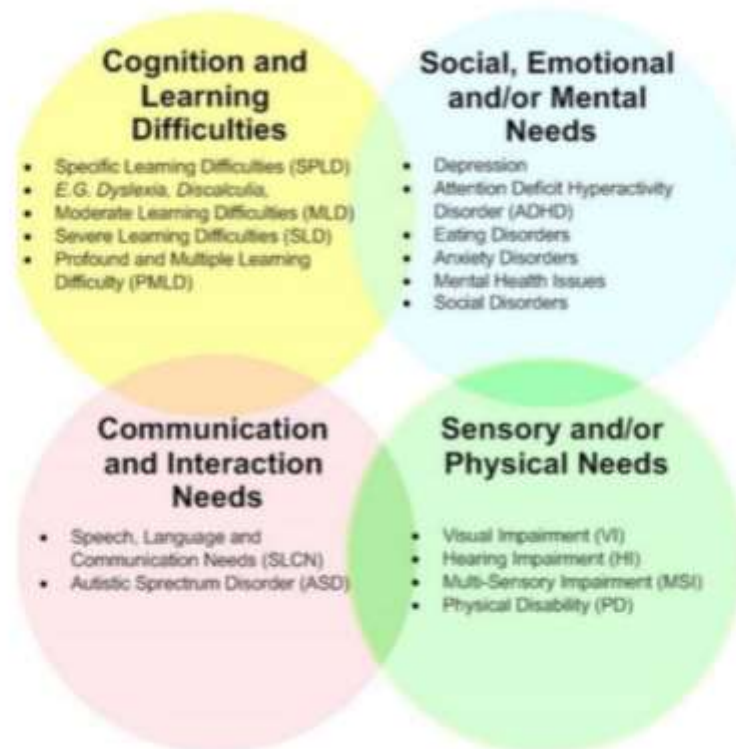 Cognition and
Learning
Difficulties
• Specific Learning Difficulties (SPLD)
• E.G. Dyslexia, Discalculia,
• Moderate Learning Difficulties (MLD)
• Severe Learning Difficulties (SLD)
• Profound and Multiple Learning
Difficulty (PMLD)
Social, Emotional
and/or Mental
Needs
• Depression
• Attention Deficit Hyperactivity
Disorder (ADHD)
• Eating Disorders
• Anxiety Disorders
• Mental Health Issues
• Social Disorders
Communication
and Interaction
Needs
• Speech, Language and
Communication Needs (SLCN)
• Autistic Sprectrum Disorder (ASD)
Sensory and/or
Physical Needs
• Visual Impairment (VI)
• Hearing Impairment (HI)
• Multi-Sensory Impairment (MSI)
• Physical Disability (PD)